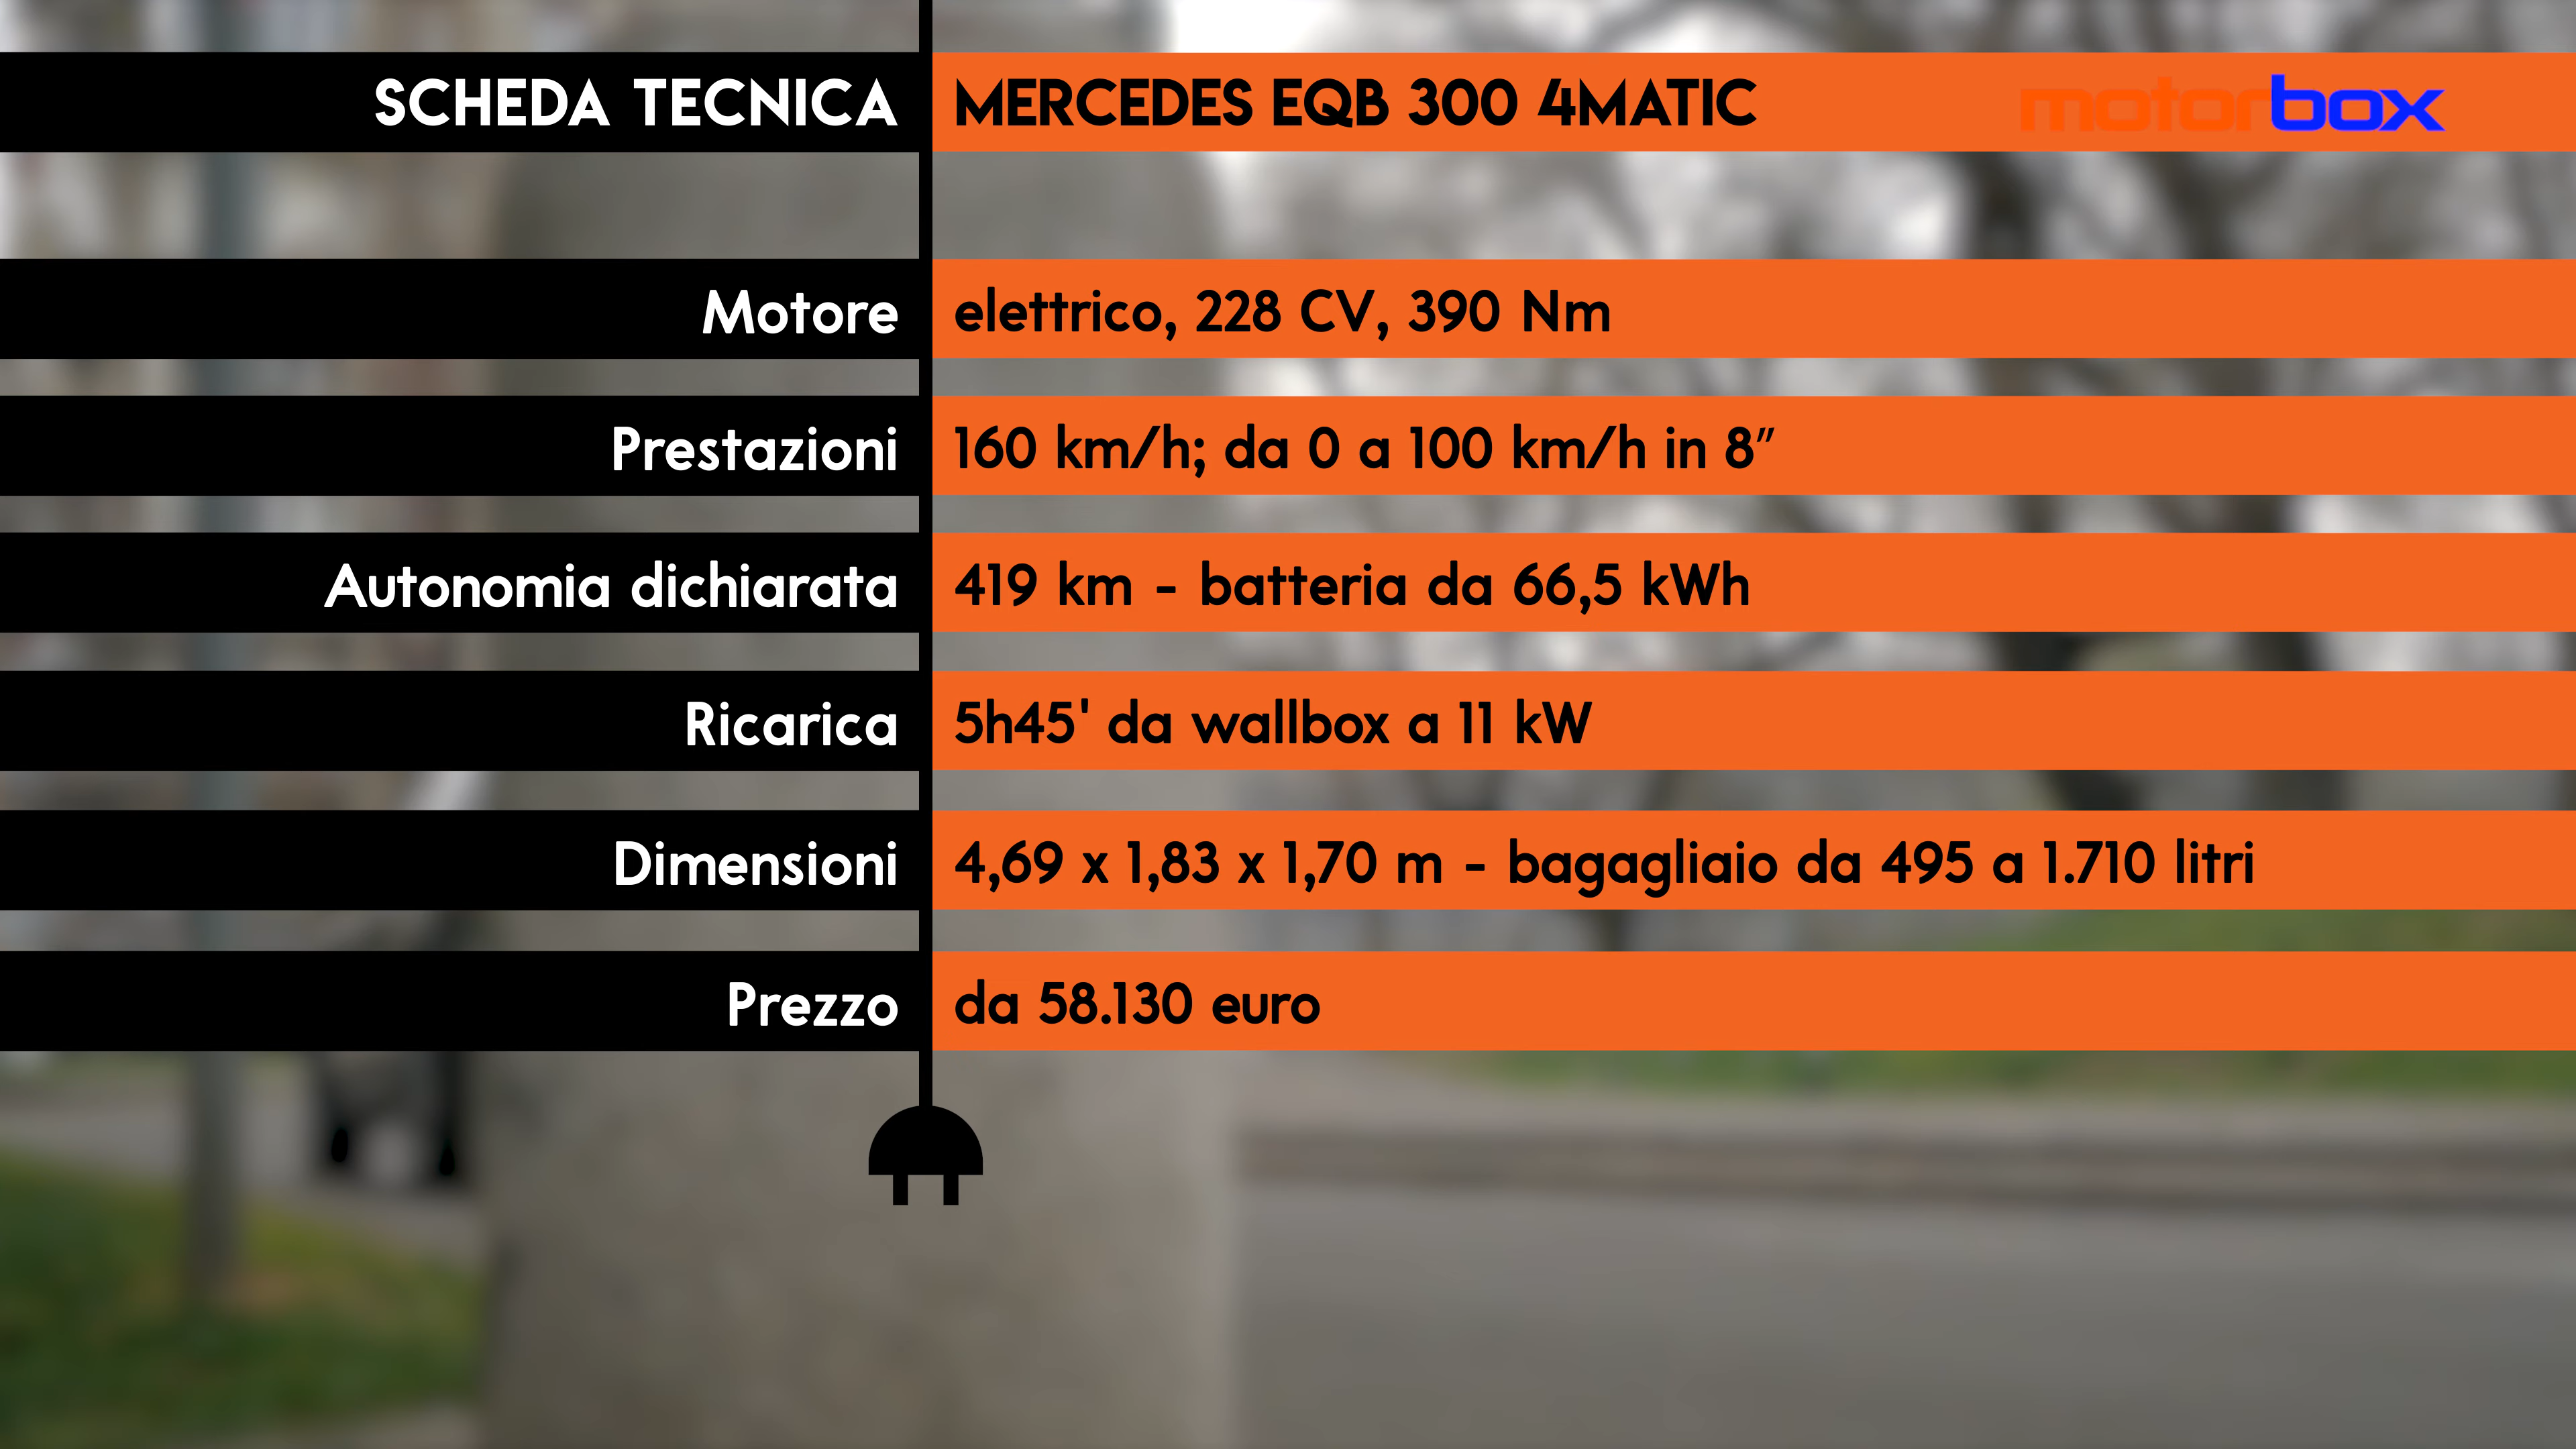 SCHEDA TECNICA MERCEDES EQB 300 4MATIC motorbox
Motore elettrico, 228 CV, 390 Nm
Prestazioni 160 km/h; da 0 a 100 km/h in 8”
Autonomia dichiarata 419 km - batteria da 66,5 kWh
Ricarica 5h45' da wallbox a 11 kW
Dimensioni 4,69 x 1,83 x 1,70 m - bagagliaio da 495 a 1.710 litri
Prezzo da 58.130 euro